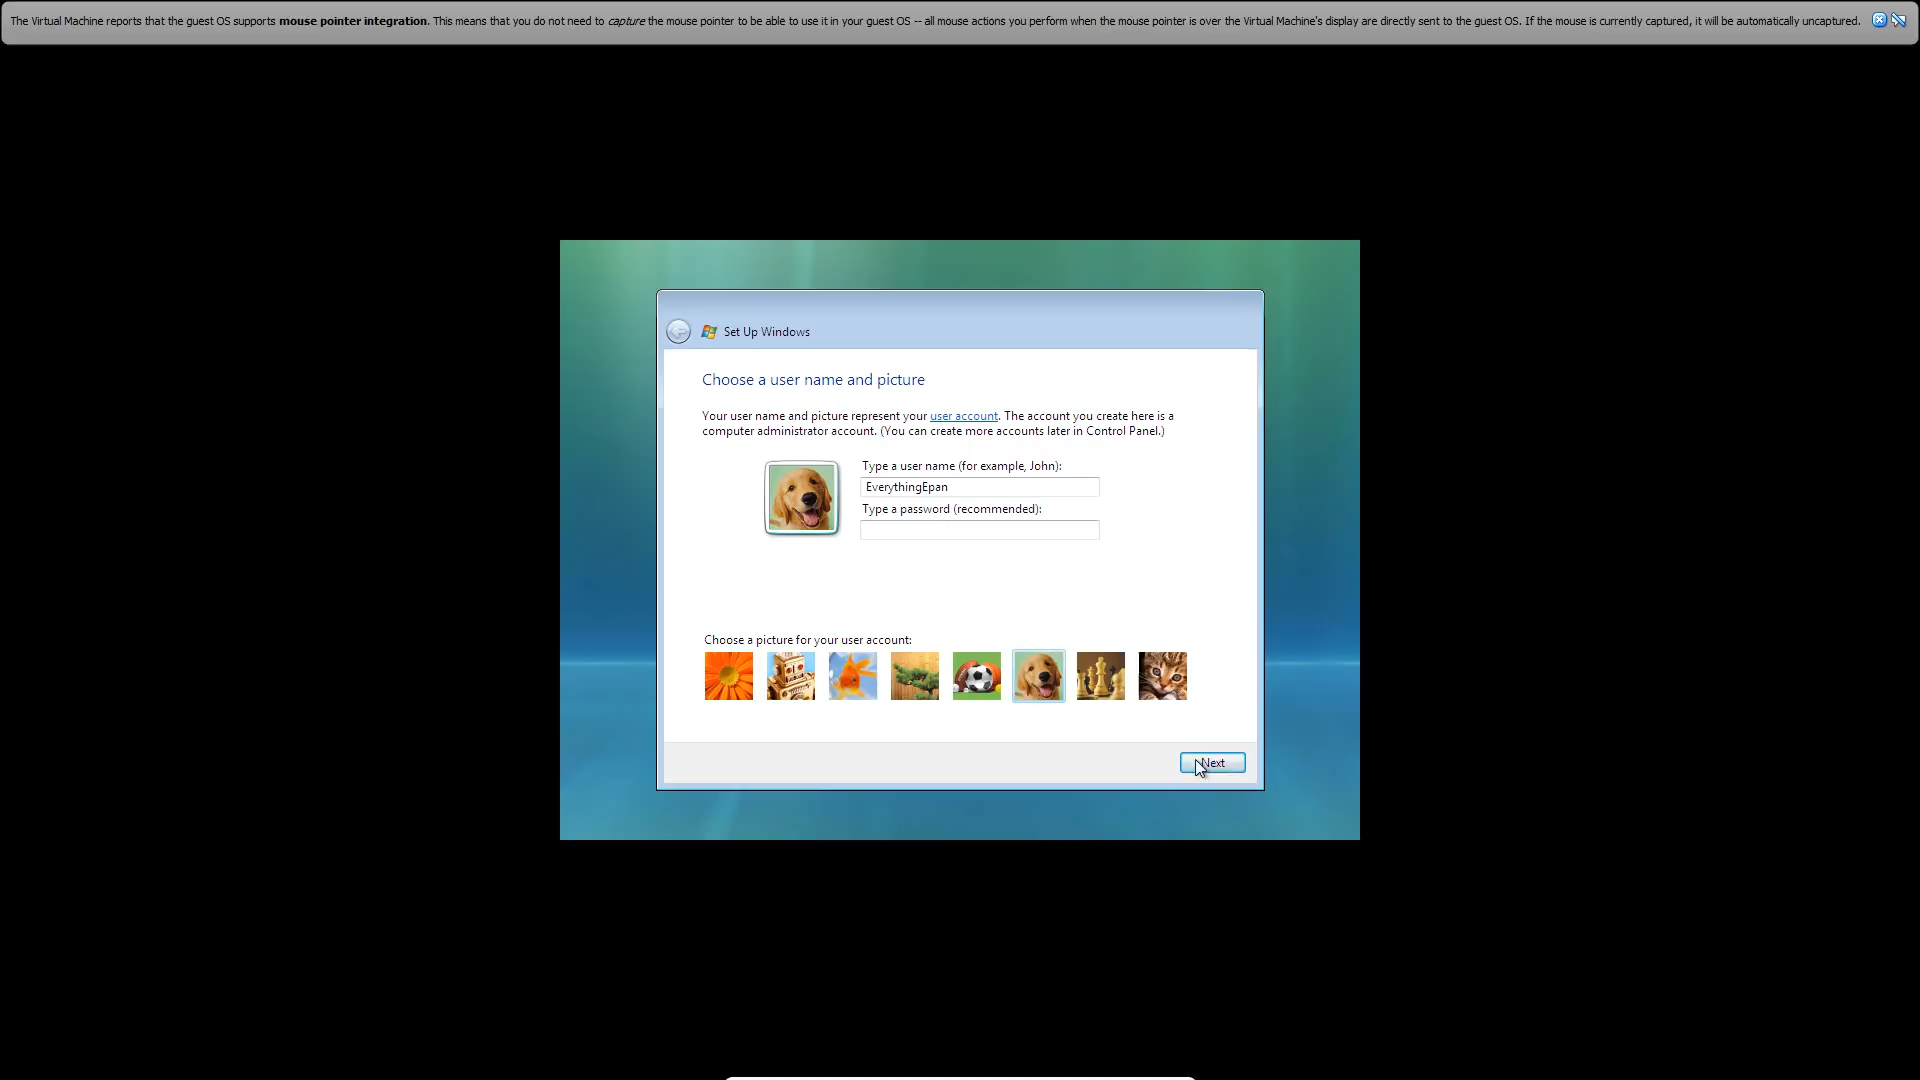 The Virtual Machine reports that the guest OS supports mouse pointer integration. This means that you do not need to capture the mouse pointer to be able to use it in your guest OS -- all mouse actions you perform when the mouse pointer is over the Virtual Machine's display are directly sent to the guest OS. If the mouse is currently captured, it will be automatically uncaptured.
Set Up Windows
Choose a user name and picture
Your user name and picture represent your user account. The account you create here is a
computer administrator account. (You can create more accounts later in Control Panel.)
Type a user name (for example, John):
EverythingEpan
Type a password (recommended):
Choose a picture for your user account:
Next